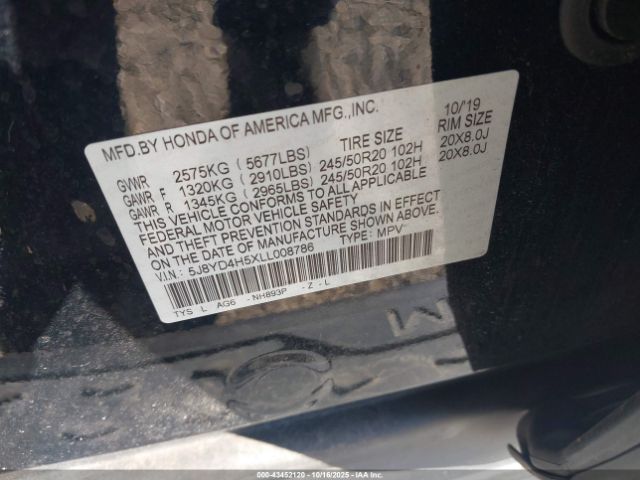 MFD.BY HONDA OF AMERICA MFG.,INC. 10/'19
GVWR 2575KG (5677LBS) TIRE SIZE RIM SIZE
GAWR F 1320KG (2910LBS) 245/50R20 102H 20X8.0J
GAWR R 1345KG (2965LBS) 245/50R20 102H 20X8.0J
THIS VEHICLE CONFORMS TO ALL APPLICABLE
FEDERAL MOTOR VEHICLE SAFETY
AND THEFT PREVENTION STANDARDS IN EFFECT
ON THE DATE OF MANUFACTURE SHOWN ABOVE.
V.I.N.: 5J8YD4H5XLL008786 TYPE: MPV
TYS L AG6 -NH893P -Z-L
000-43452120 - 10/16/2025 - IAA Inc.